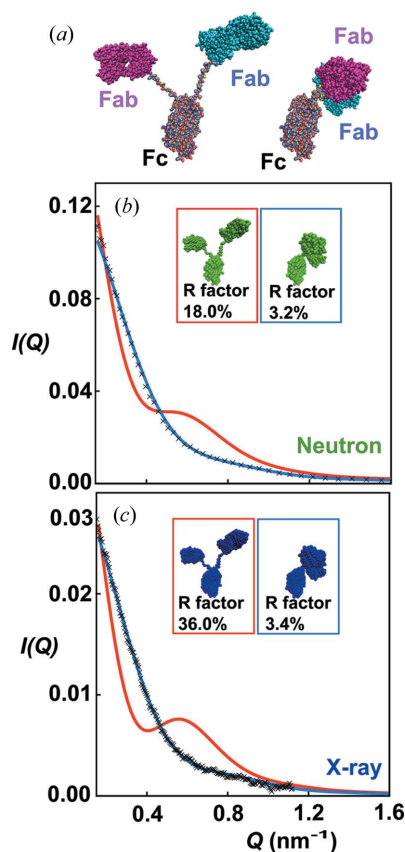 (a)
Fab
Fab
Fab
Fab
Fc
Fc
(b)
0.12
0.08
I(Q)
0.04
0.00
R factor
18.0%
R factor
3.2%
Neutron
(c)
0.03
0.02
I(Q)
0.007
0.00
R factor
36.0%
R factor
3.4%
X-ray
0.4
0.8
1.2
1.6
Q (nm⁻¹)